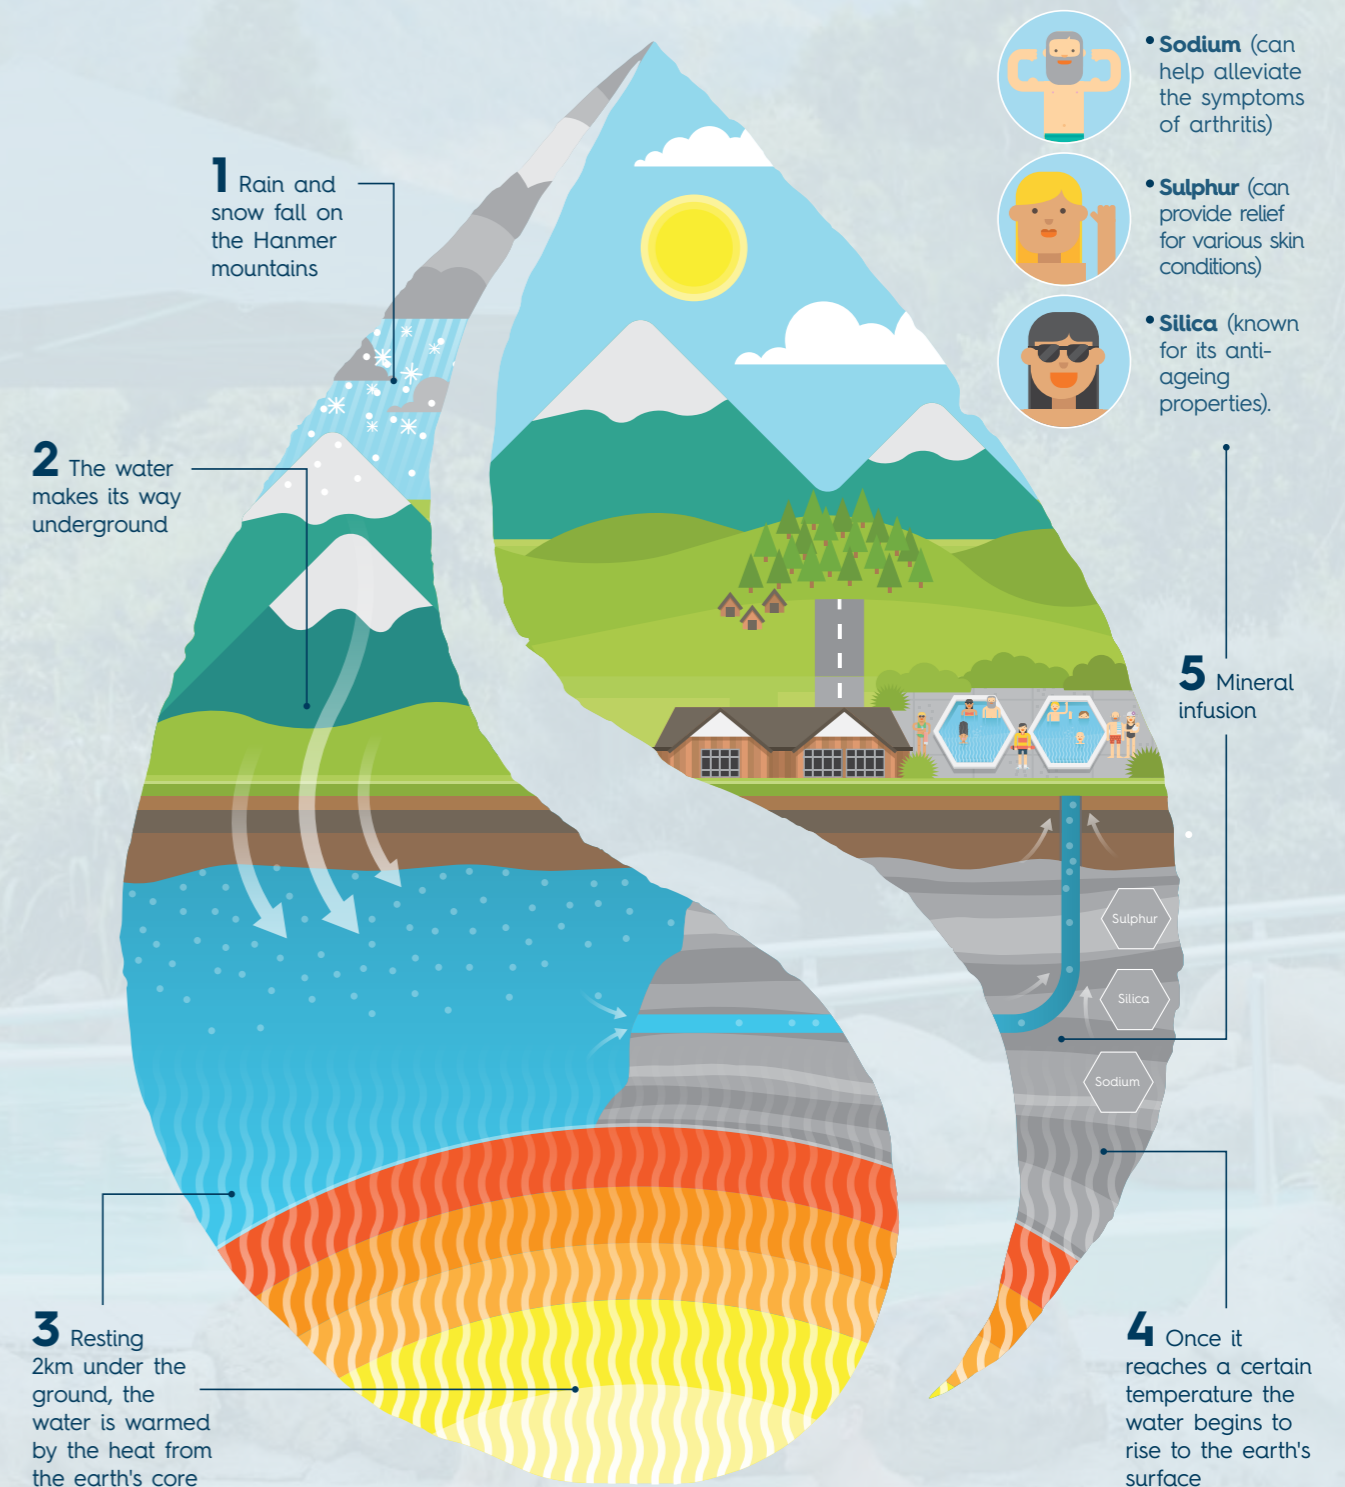 1 Rain and
snow fall on
the Hanmer
mountains
2 The water
makes its way
underground
3 Resting
2km under the
ground, the
water is warmed
by the heat from
the earth's core
4 Once it
reaches a certain
temperature the
water begins to
rise to the earth's
surface
5 Mineral
infusion
• Sodium (can
help alleviate
the symptoms
of arthritis)
• Sulphur (can
provide relief
for various skin
conditions)
• Silica (known
for its anti-
ageing
properties).
Sulphur
Silica
Sodium